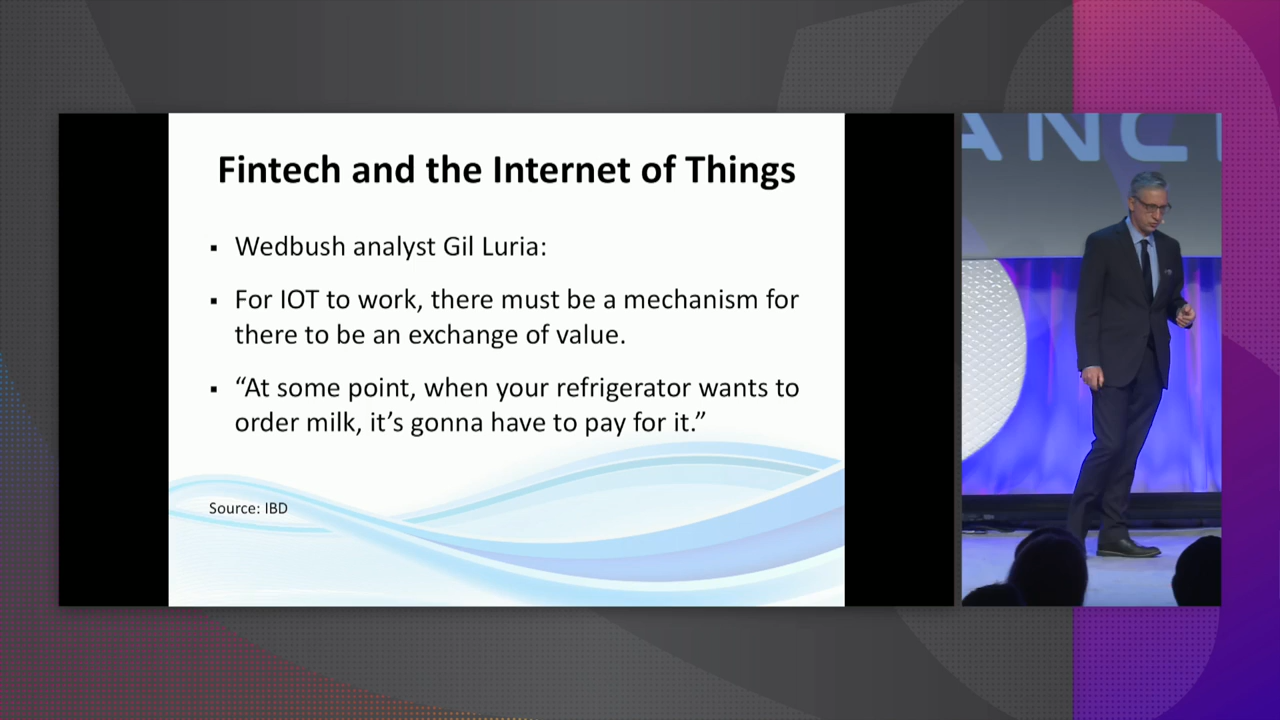 Fintech and the Internet of Things
▪ Wedbush analyst Gil Luria:
▪ For IOT to work, there must be a mechanism for
there to be an exchange of value.
▪ “At some point, when your refrigerator wants to
order milk, it’s gonna have to pay for it.”
Source: IBD
ANC